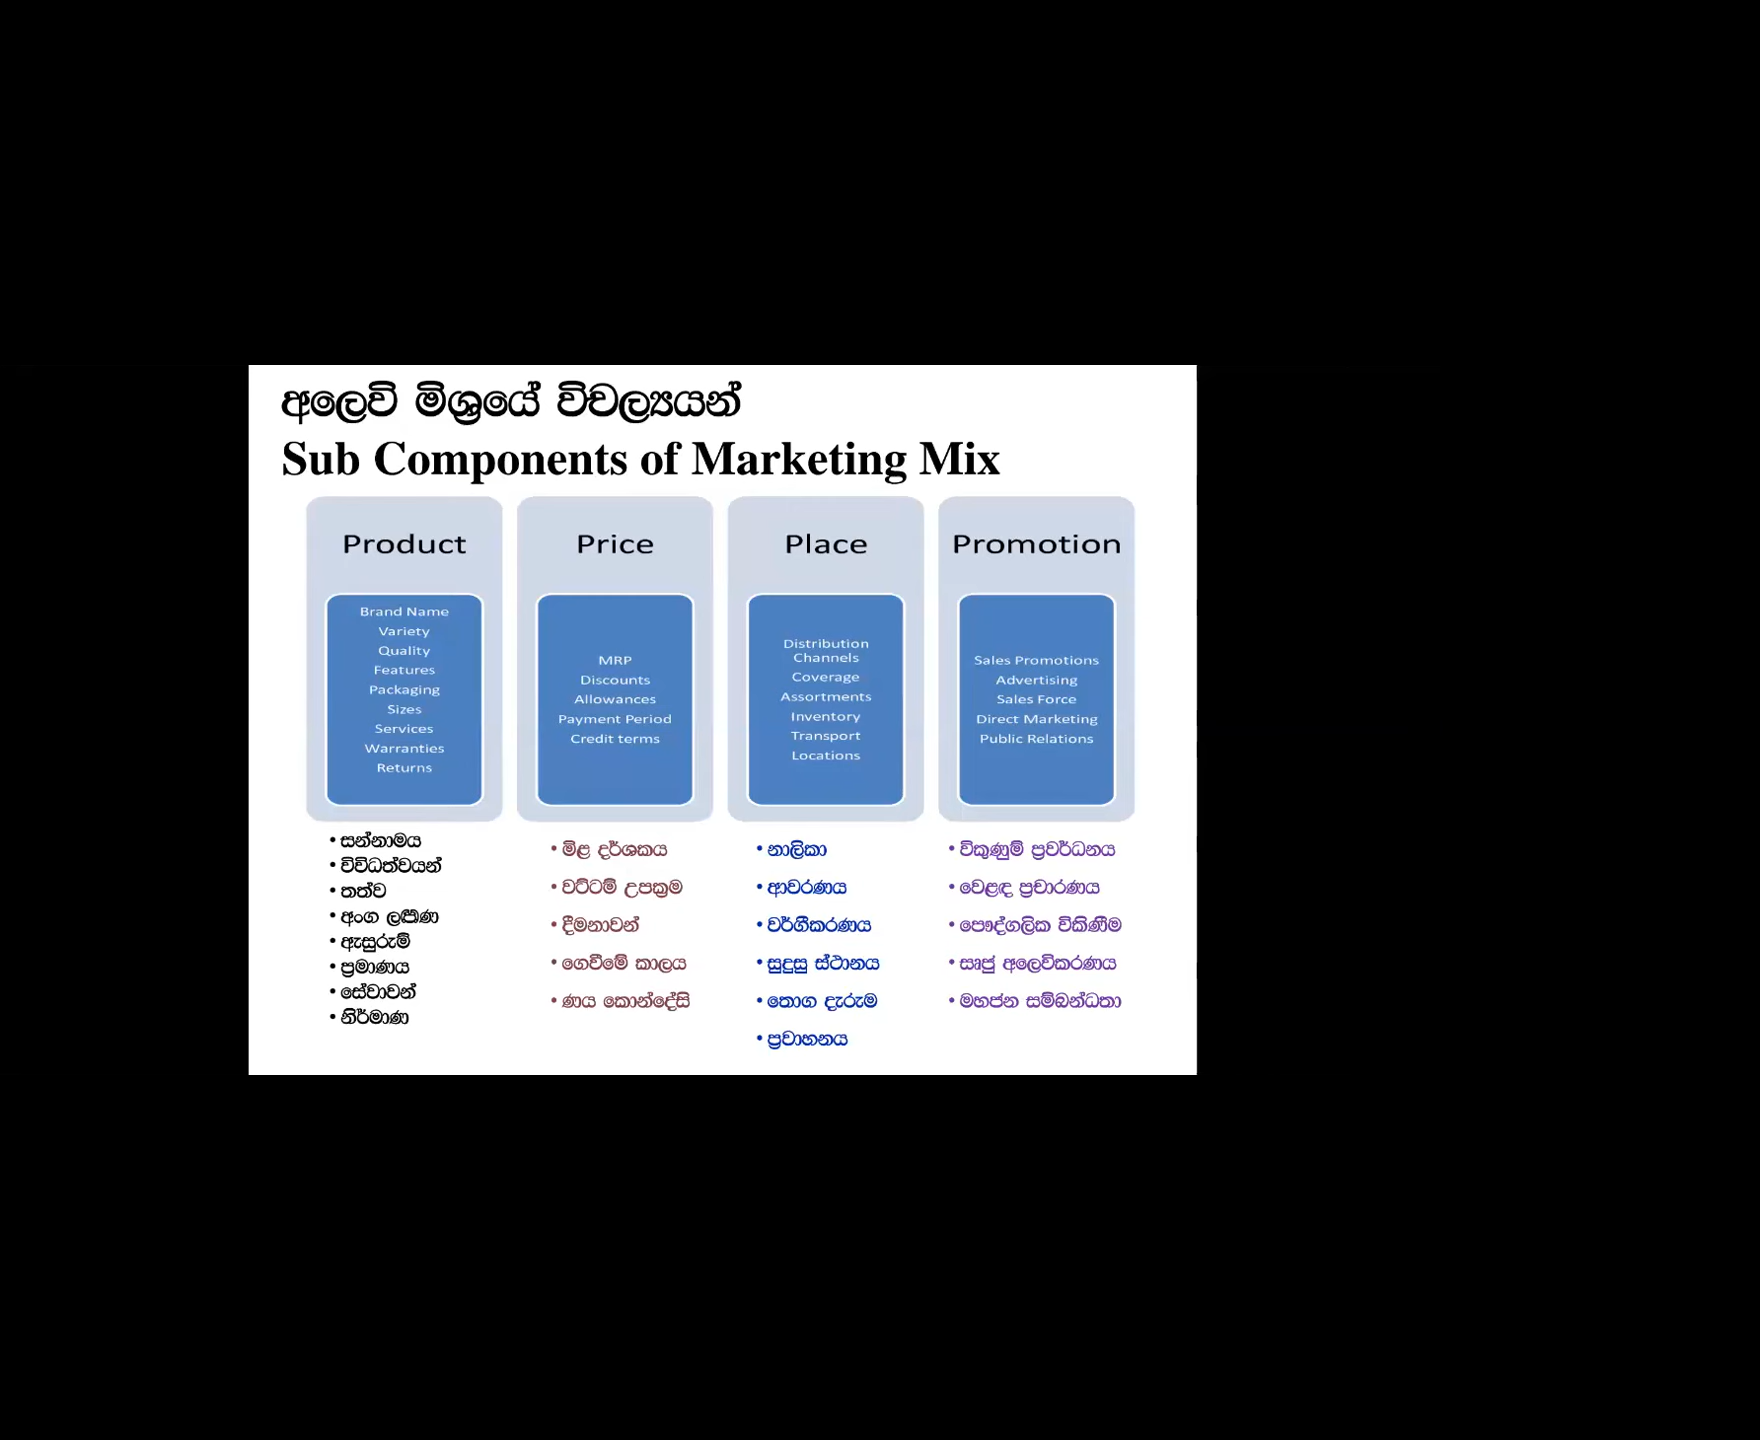 අලෙවි මිශ්‍රයේ විචල්‍යයන්
Sub Components of Marketing Mix
Product
Brand Name
Variety
Quality
Features
Packaging
Sizes
Services
Warranties
Returns
Price
MRP
Discounts
Allowances
Payment Period
Credit terms
Place
Distribution
Channels
Coverage
Assortments
Inventory
Transport
Locations
Promotion
Sales Promotions
Advertising
Sales Force
Direct Marketing
Public Relations
• සන්නාමය
• විවිධත්වයන්
• තත්ව
• අංග ලක්‍ෂණ
• ඇසුරුම්
• ප්‍රමාණය
• සේවාවන්
• නිර්මාණ
• මිළ දර්ශකය
• වට්ටම් උපක්‍රම
• දීමනාවන්
• ගෙවීමේ කාලය
• ණය කොන්දේසි
• නාලිකා
• ආවරණය
• වර්ගීකරණය
• සුදුසු ස්ථානය
• තොග දැරුම
• ප්‍රවාහනය
• විකුණුම් ප්‍රවර්ධනය
• වෙළඳ ප්‍රචාරණය
• පෞද්ගලික විකිණීම
• සෘජු අලෙවිකරණය
• මහජන සම්බන්ධතා